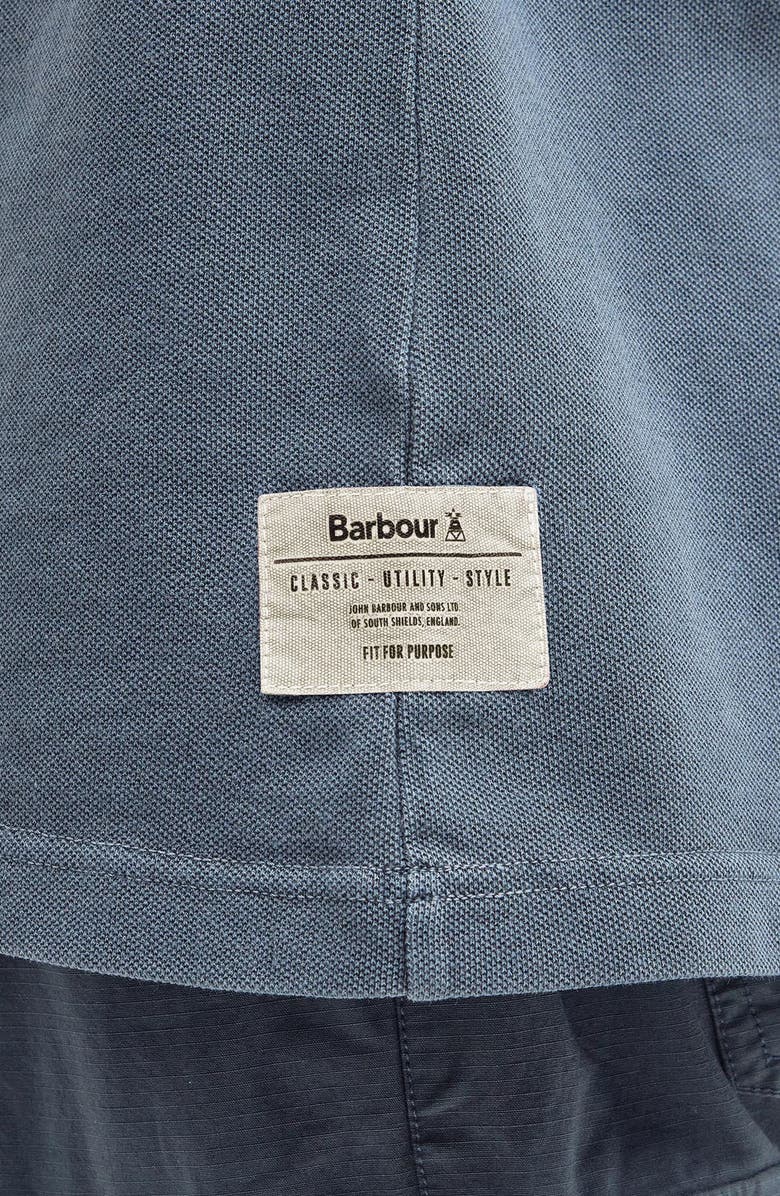 Barbour
CLASSIC - UTILITY - STYLE
JOHN BARBOUR AND SONS LTD.
OF SOUTH SHIELDS, ENGLAND.
FIT FOR PURPOSE